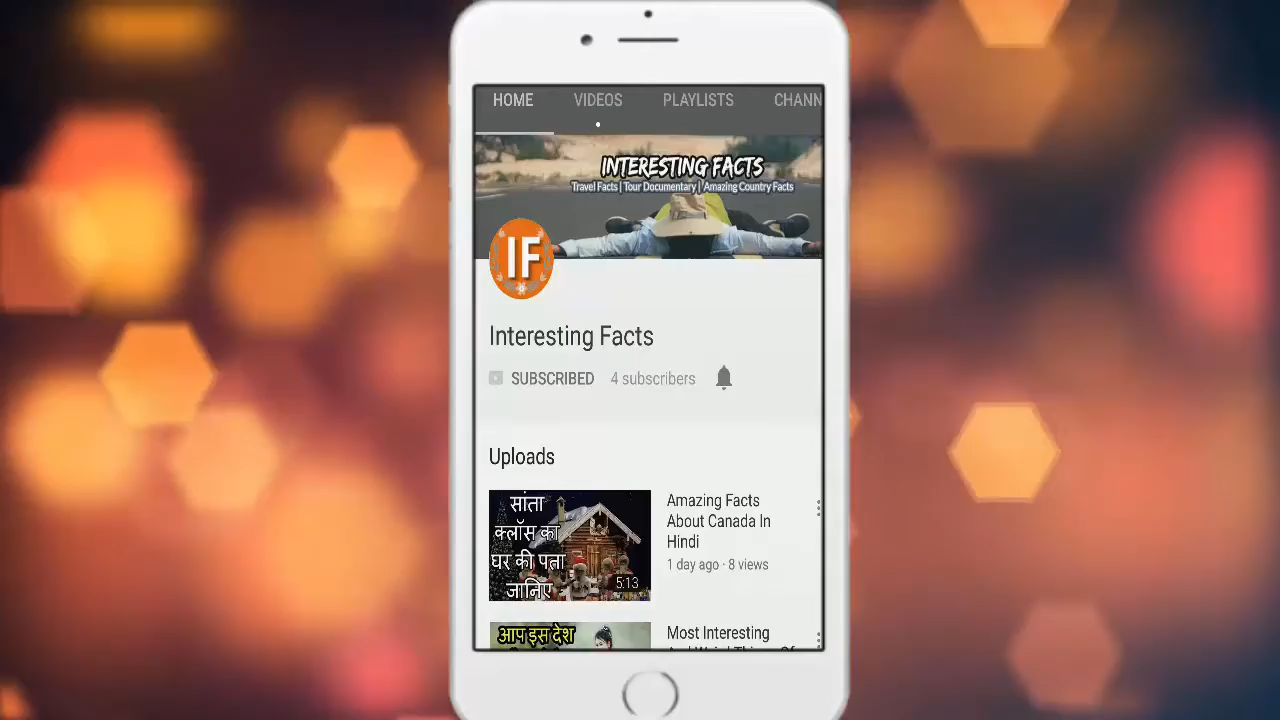 HOME VIDEOS PLAYLISTS CHANN
INTERESTING FACTS
Travel Facts | Tour Documentary | Amazing Country Facts
IF
Interesting Facts
SUBSCRIBED 4 subscribers
Uploads
सांता
क्लॉस का
घर की पता
जानिए
5:13
Amazing Facts
About Canada In
Hindi
1 day ago · 8 views
आप इस देश
Most Interesting